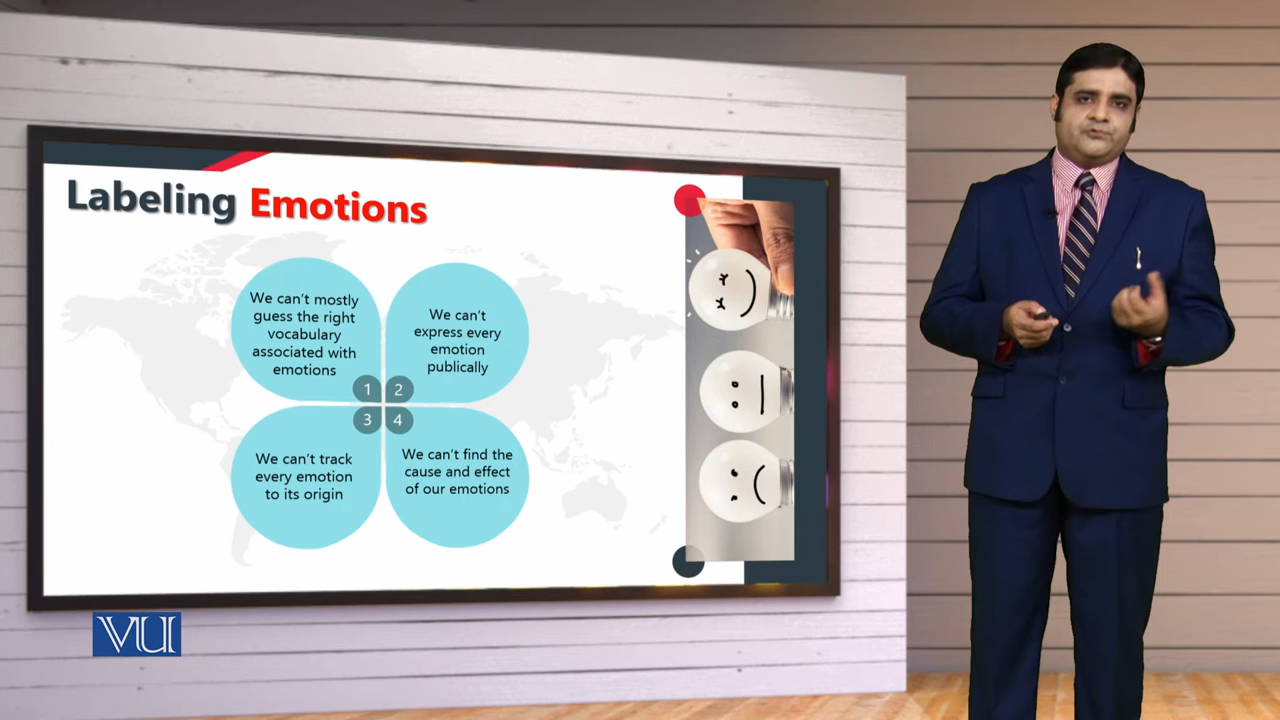 Labeling Emotions
We can't mostly
guess the right
vocabulary
associated with
emotions
1
We can't
express every
emotion
publically
2
We can't track
every emotion
to its origin
3
We can't find the
cause and effect
of our emotions
4
VU